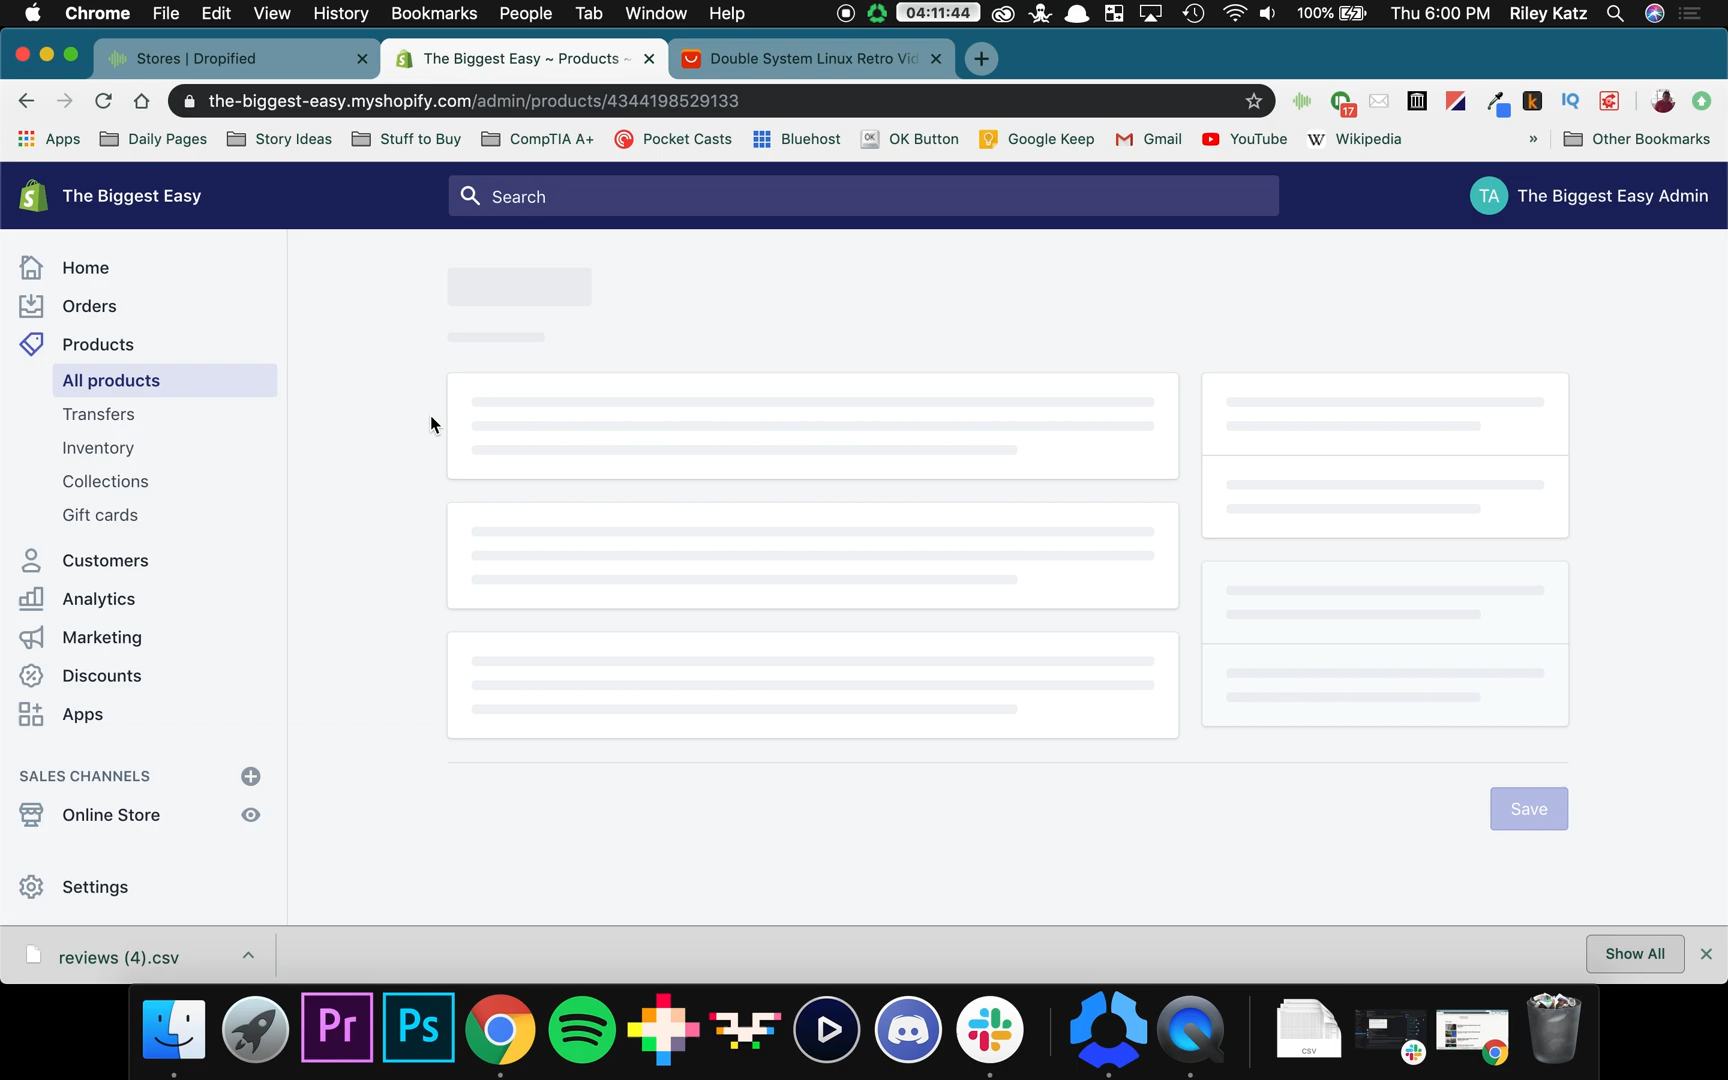 Chrome File Edit View History Bookmarks People Tab Window Help 04:11:44 100% Thu 6:00 PM Riley Katz
Stores | Dropified The Biggest Easy ~ Products ~ Double System Linux Retro Vid
the-biggest-easy.myshopify.com/admin/products/4344198529133 17 k IQ
Apps Daily Pages Story Ideas Stuff to Buy CompTIA A+ Pocket Casts Bluehost OK OK Button Google Keep Gmail YouTube W Wikipedia » Other Bookmarks
The Biggest Easy Search TA The Biggest Easy Admin
Home
Orders
Products
All products
Transfers
Inventory
Collections
Gift cards
Customers
Analytics
Marketing
Discounts
Apps
SALES CHANNELS
Online Store
Save
Settings
reviews (4).csv Show All
Pr Ps CSV